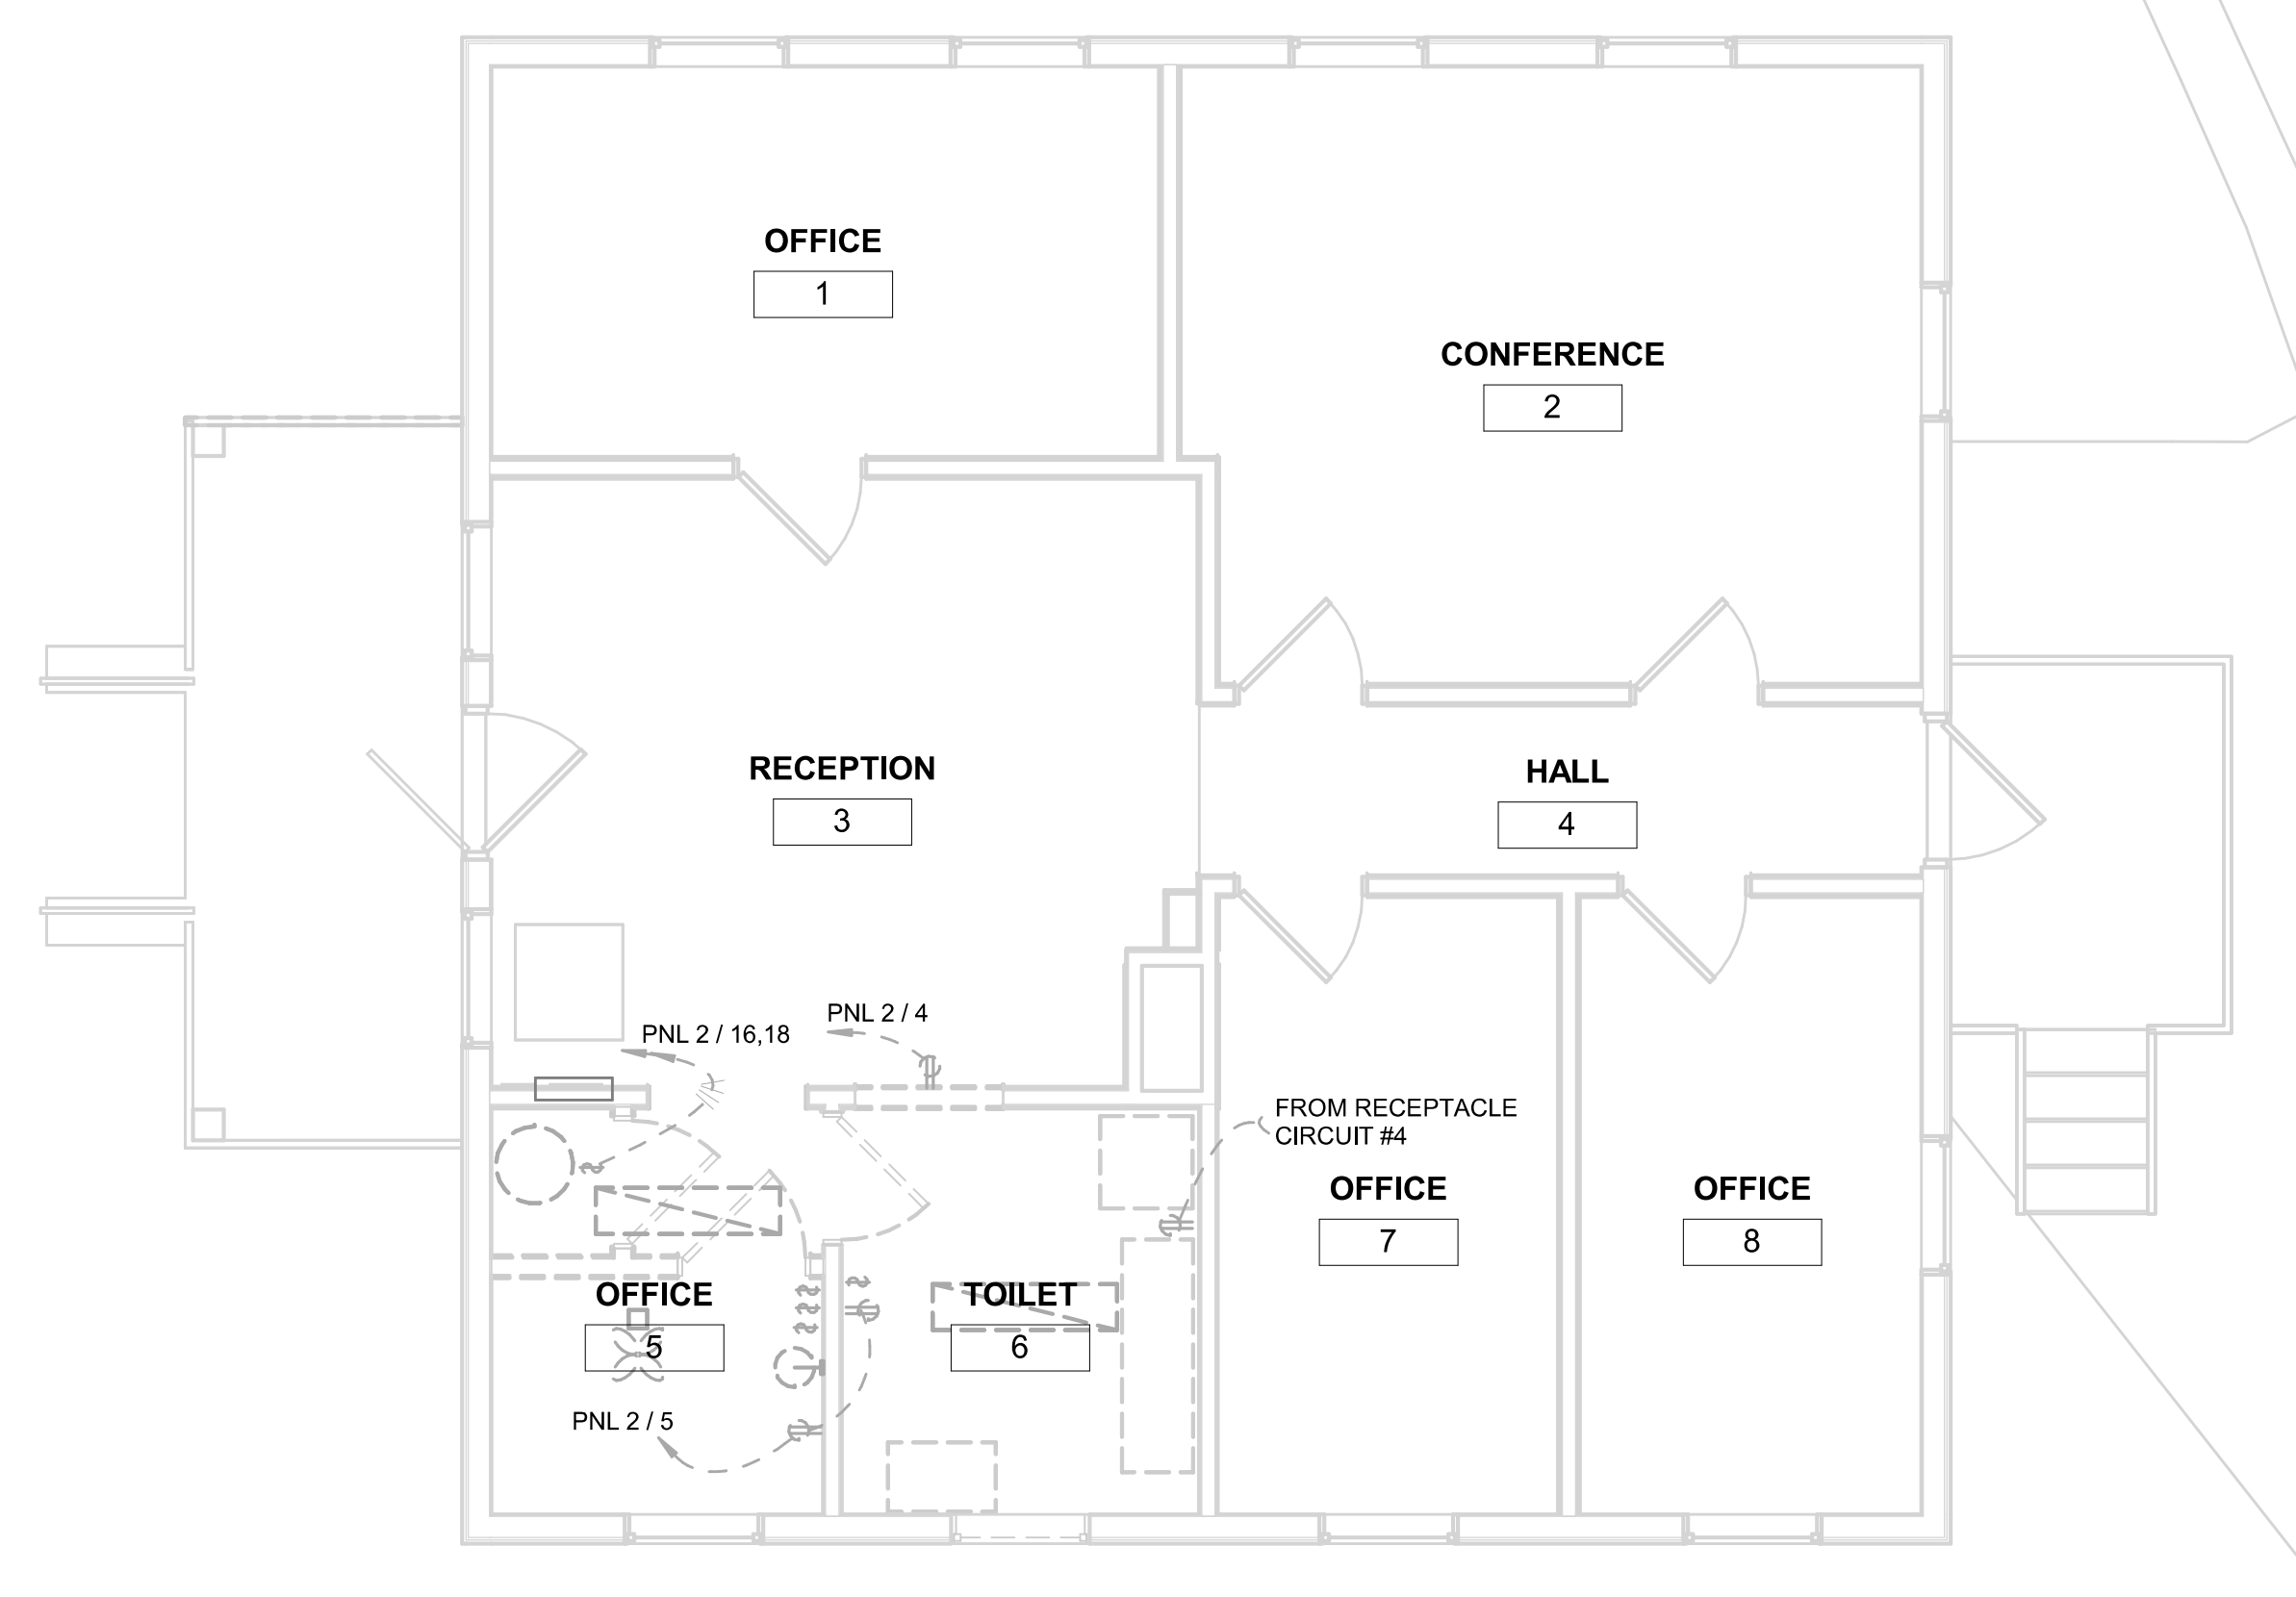 OFFICE
1
CONFERENCE
2
RECEPTION
3
HALL
4
PNL 2 / 16,18
PNL 2 / 4
FROM RECEPTACLE
CIRCUIT #4
OFFICE
7
OFFICE
8
OFFICE
5
TOILET
6
PNL 2 / 5